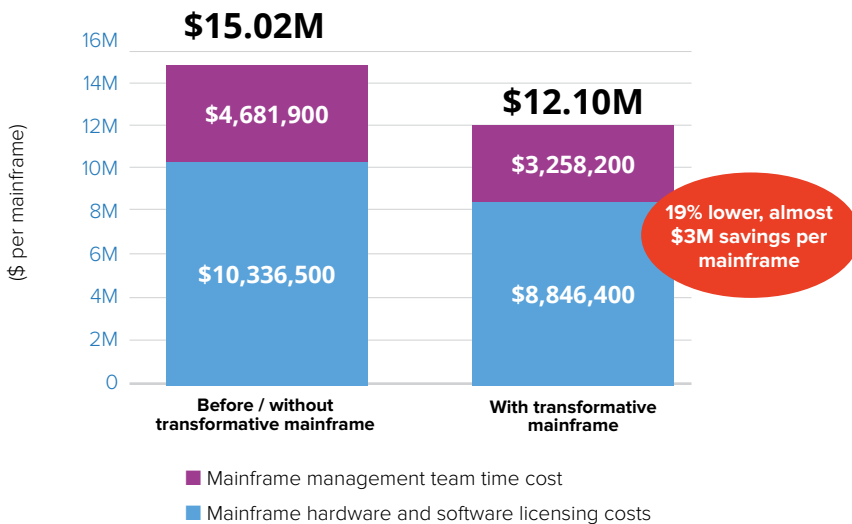 $15.02M
$12.10M
($ per mainframe)
16M
14M
12M
10M
8M
6M
4M
2M
0
$4,681,900
$10,336,500
$3,258,200
$8,846,400
19% lower, almost
$3M savings per
mainframe
Before / without
transformative mainframe
With transformative
mainframe
Mainframe management team time cost
Mainframe hardware and software licensing costs